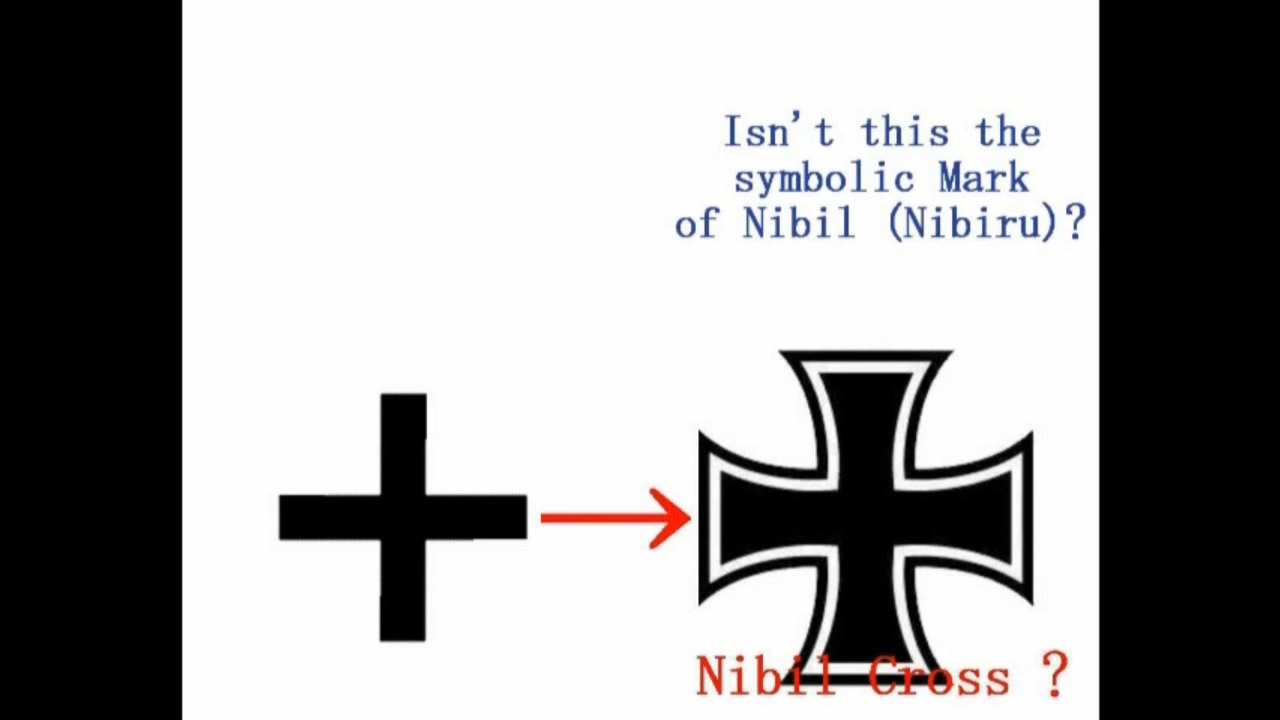 Isn't this the
symbolic Mark
of Nibil (Nibiru)?
Nibil Cross ?